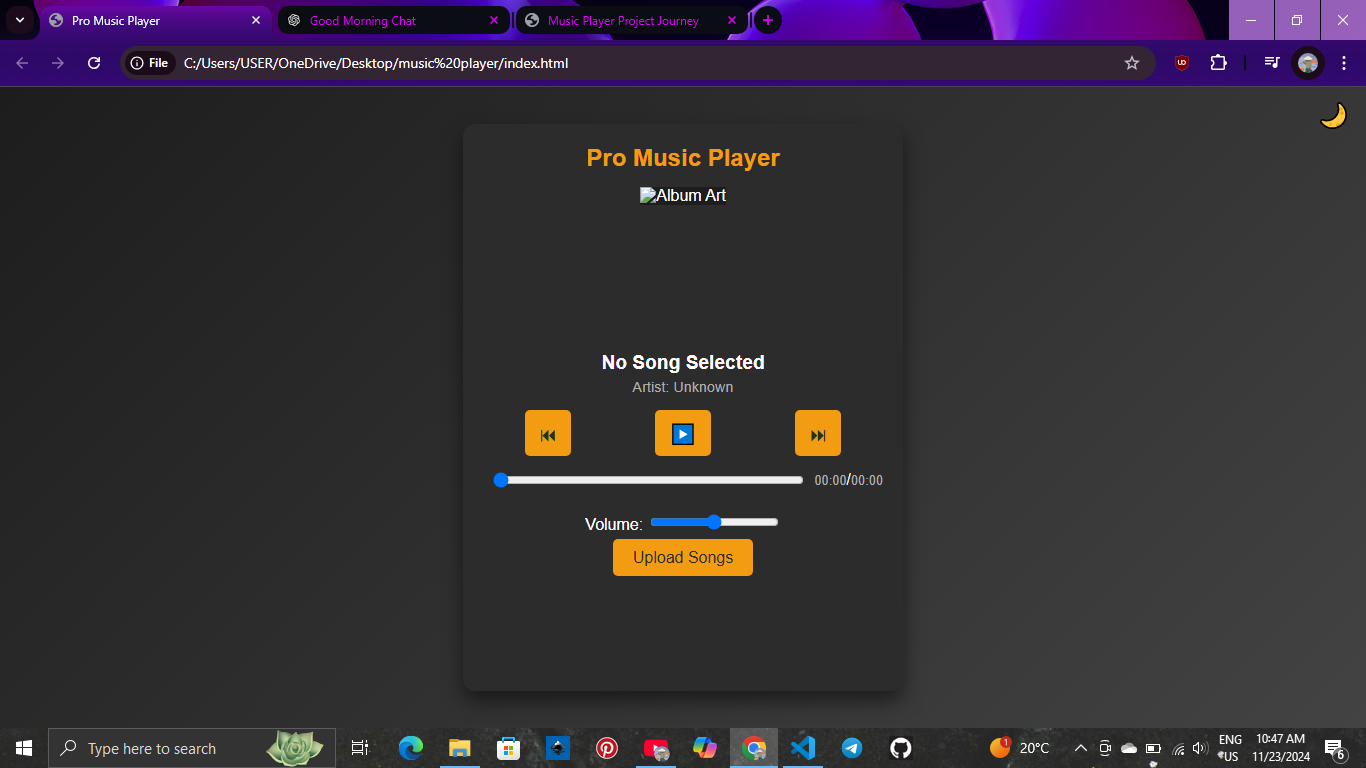 Pro Music Player
Good Morning Chat
Music Player Project Journey
File
C:/Users/USER/OneDrive/Desktop/music%20player/index.html
Pro Music Player
Album Art
No Song Selected
Artist: Unknown
00:00/00:00
Volume:
Upload Songs
Type here to search
1
20°C
ENG
US
10:47 AM
11/23/2024
6